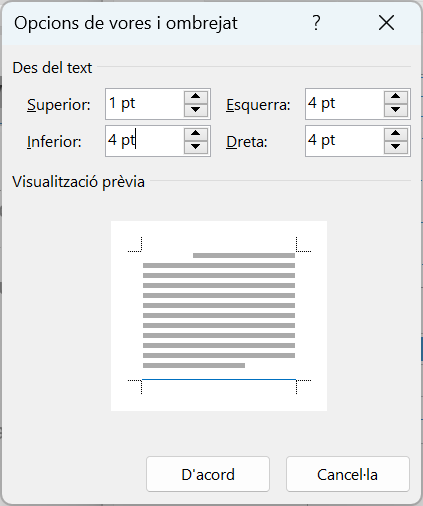 Opcions de vores i ombrejat ?
Des del text
Superior: 1 pt Esquerra: 4 pt
Inferior: 4 pt Dreta: 4 pt
Visualització prèvia
D'acord Cancel·la